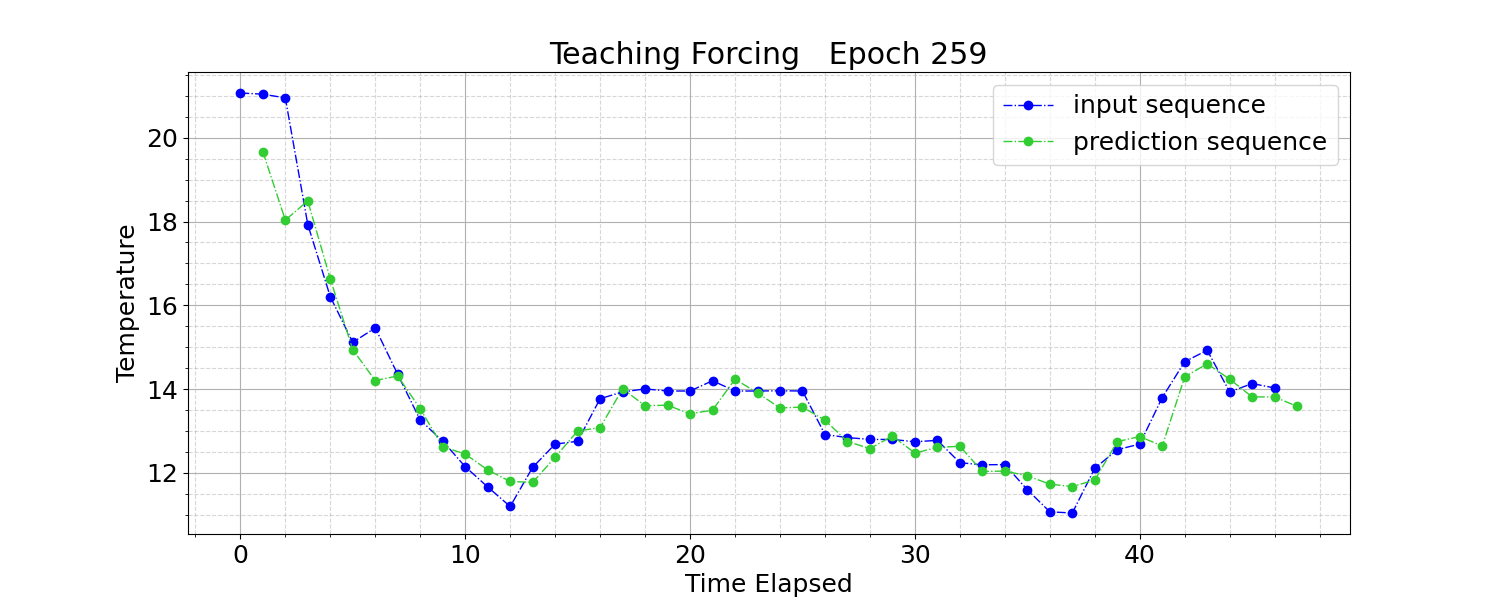 Teaching Forcing   Epoch 259
input sequence
prediction sequence
Temperature
20
18
16
14
12
0 10 20 30 40
Time Elapsed